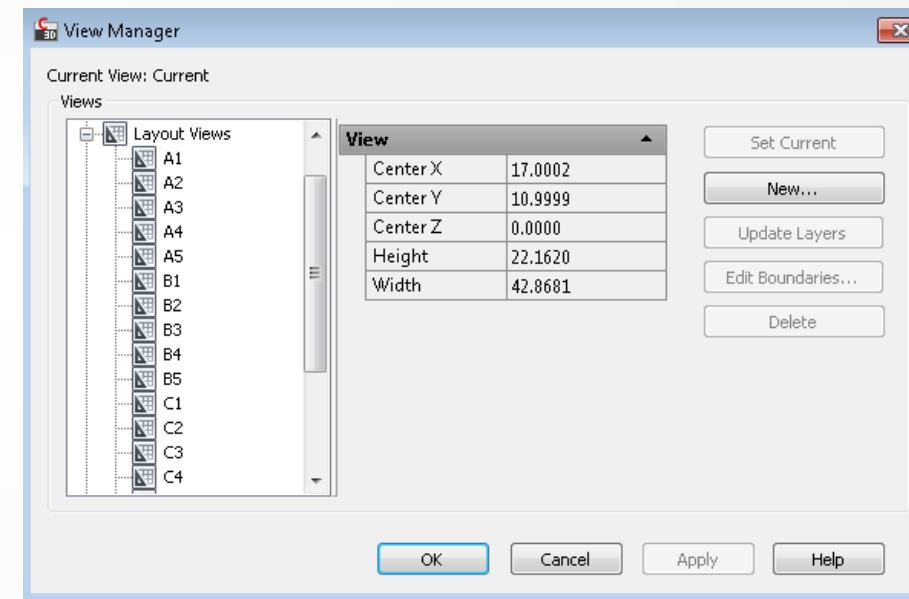 View Manager
Current View: Current
Views
Layout Views
A1
A2
A3
A4
A5
B1
B2
B3
B4
B5
C1
C2
C3
C4
View
Center X 17.0002
Center Y 10.9999
Center Z 0.0000
Height 22.1620
Width 42.8681
Set Current
New...
Update Layers
Edit Boundaries...
Delete
OK Cancel Apply Help